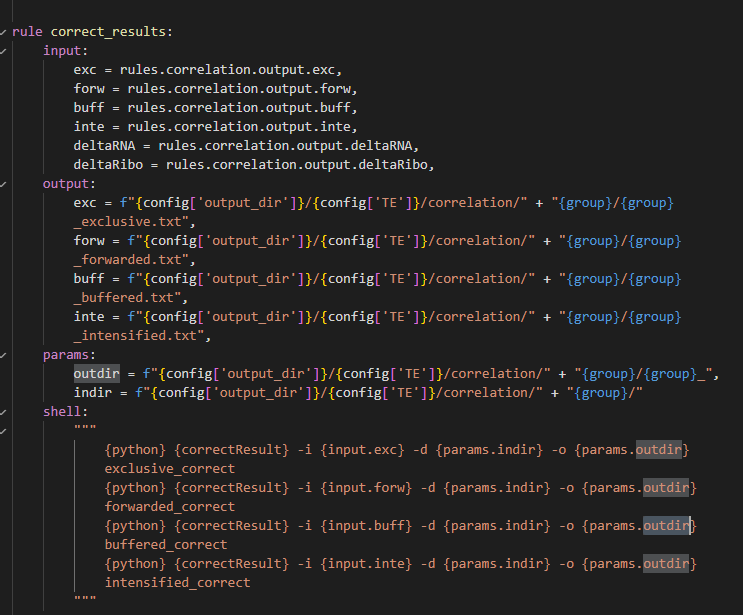 rule correct_results:
    input:
        exc = rules.correlation.output.exc,
        forw = rules.correlation.output.forw,
        buff = rules.correlation.output.buff,
        inte = rules.correlation.output.inte,
        deltaRNA = rules.correlation.output.deltaRNA,
        deltaRibo = rules.correlation.output.deltaRibo,
    output:
        exc = f"{config['output_dir']}/{config['TE']}/correlation/" + "{group}/{group}
        _exclusive.txt",
        forw = f"{config['output_dir']}/{config['TE']}/correlation/" + "{group}/{group}
        _forwarded.txt",
        buff = f"{config['output_dir']}/{config['TE']}/correlation/" + "{group}/{group}
        _buffered.txt",
        inte = f"{config['output_dir']}/{config['TE']}/correlation/" + "{group}/{group}
        _intensified.txt",
    params:
        outdir = f"{config['output_dir']}/{config['TE']}/correlation/" + "{group}/{group}_",
        indir = f"{config['output_dir']}/{config['TE']}/correlation/" + "{group}/"
    shell:
        """
            {python} {correctResult} -i {input.exc} -d {params.indir} -o {params.outdir}
            exclusive_correct
            {python} {correctResult} -i {input.forw} -d {params.indir} -o {params.outdir}
            forwarded_correct
            {python} {correctResult} -i {input.buff} -d {params.indir} -o {params.outdir}
            buffered_correct
            {python} {correctResult} -i {input.inte} -d {params.indir} -o {params.outdir}
            intensified_correct
        """